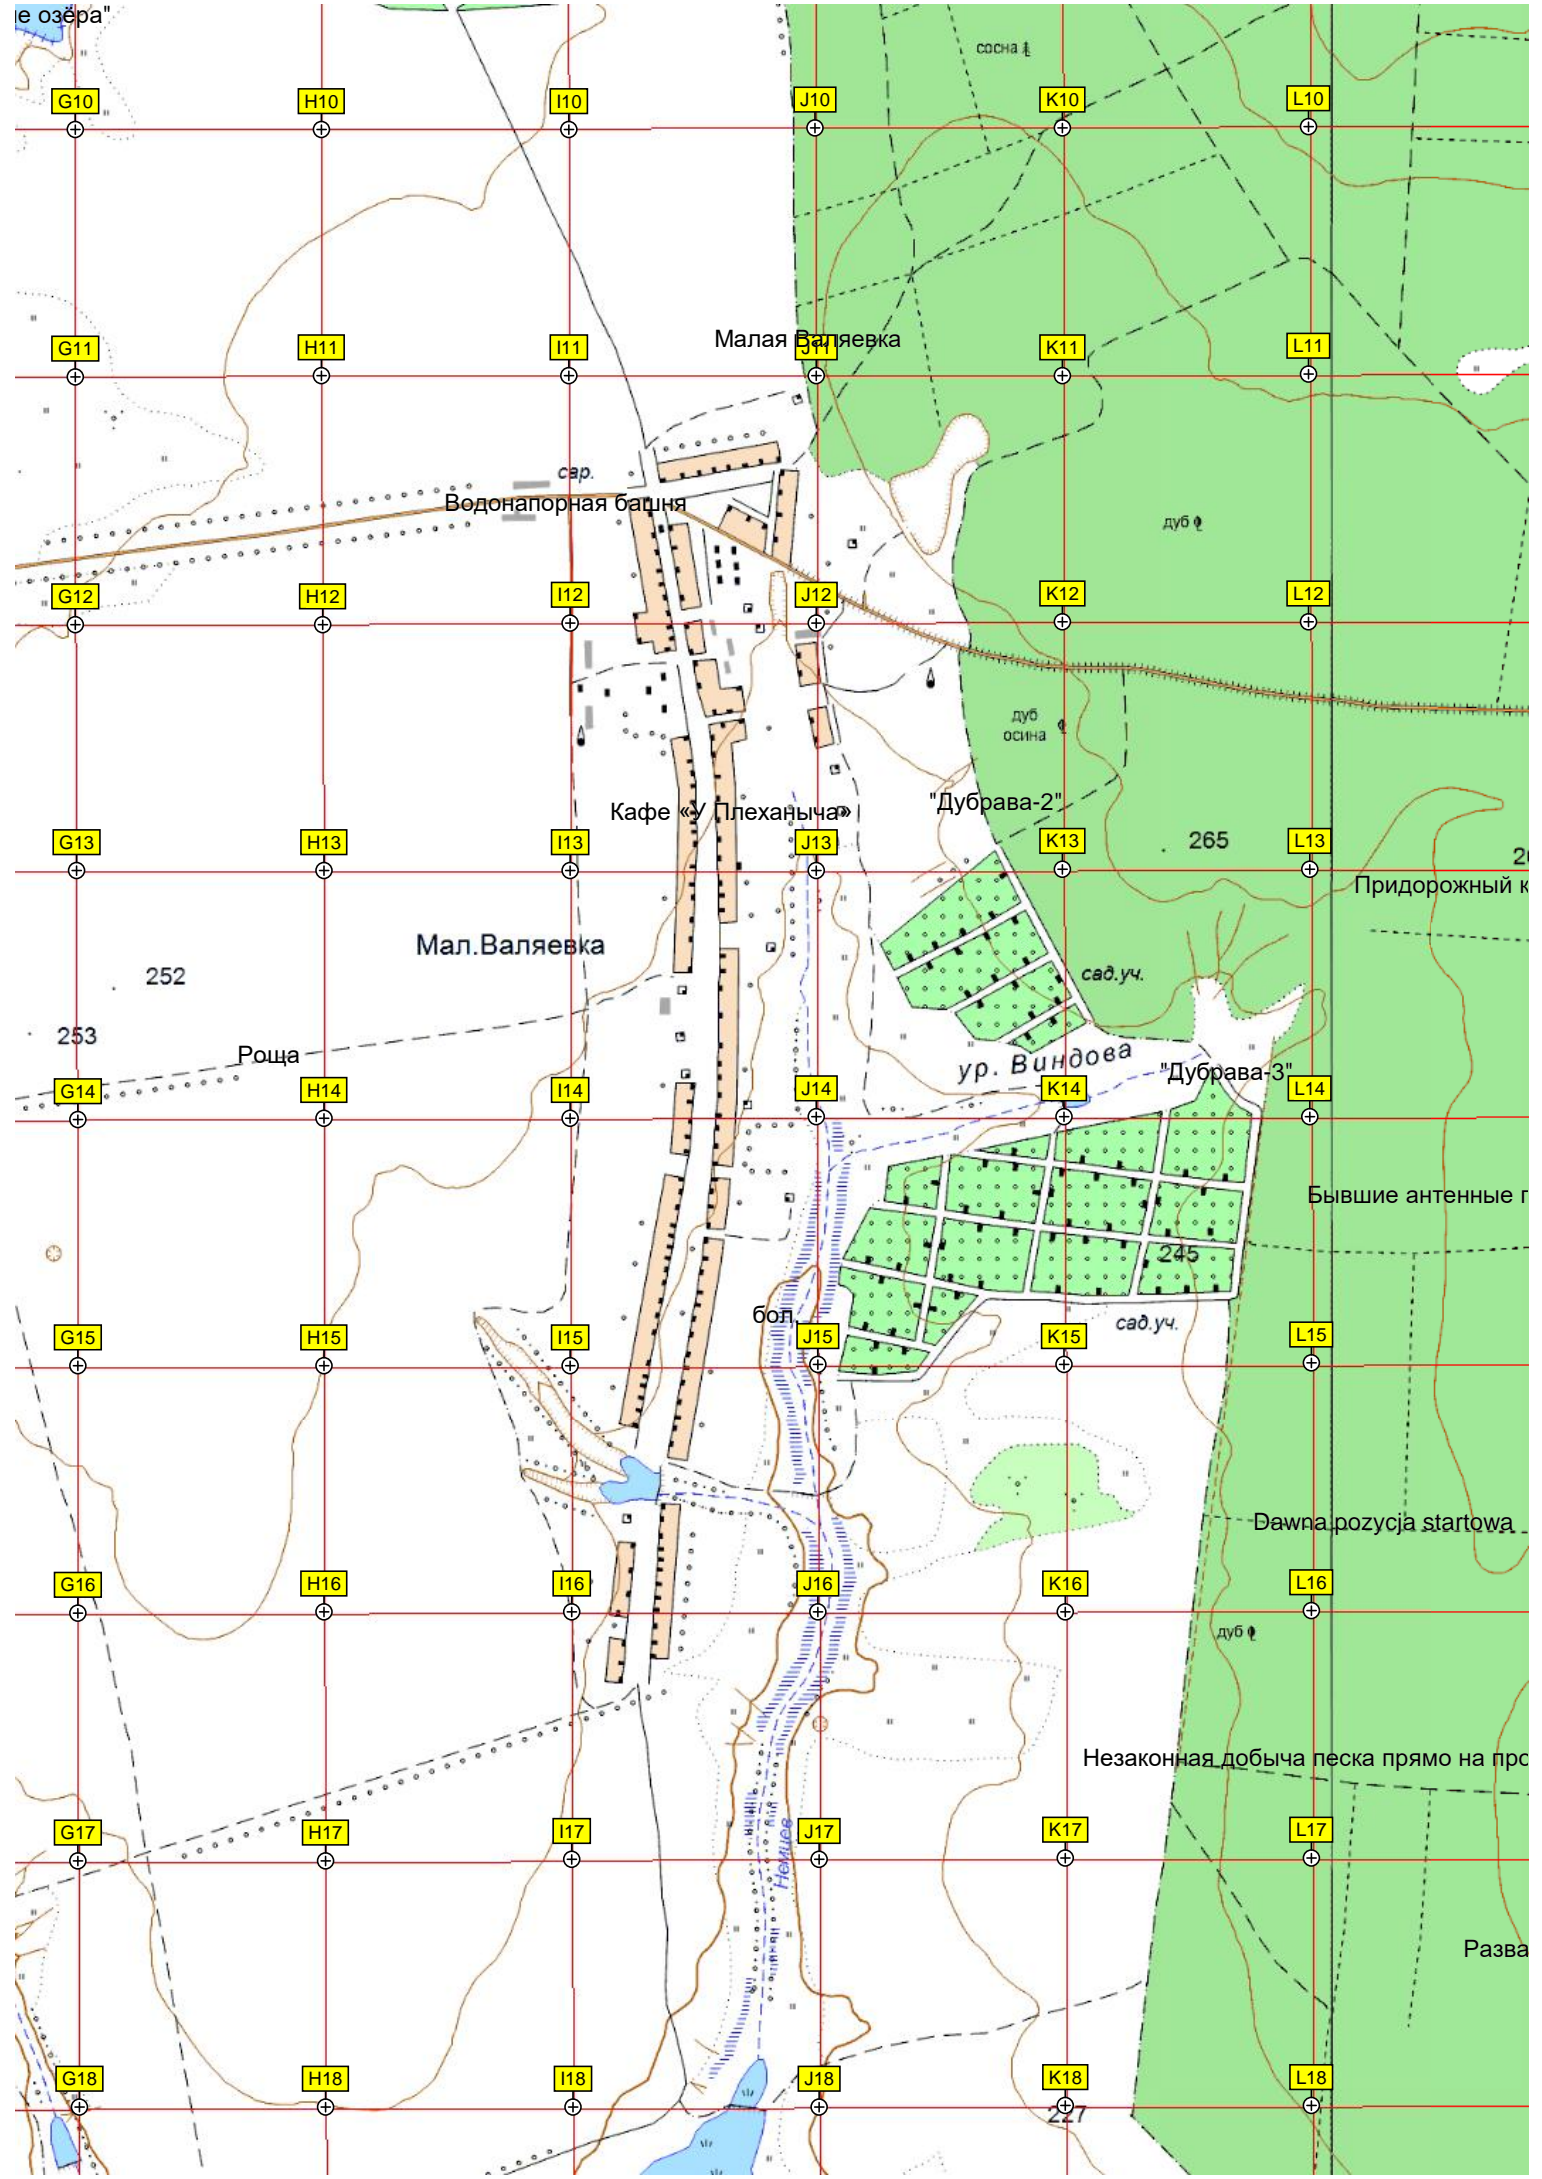 е озёра"
сосна
G10 H10 I10 J10 K10 L10
Малая Валяевка
G11 H11 I11 J11 K11 L11
сар.
Водонапорная башня
дуб
G12 H12 I12 J12 K12 L12
дуб
осина
"Дубрава-2"
Кафе «У Плеханыча»
G13 H13 I13 J13 K13 L13
265
Придорожный к
Мал.Валяевка
252
сад.уч.
253
Роща
ур. Виндова
"Дубрава-3"
G14 H14 I14 J14 K14 L14
Бывшие антенные
245
бол.
сад.уч.
G15 H15 I15 J15 K15 L15
Dawna pozycja startowa
G16 H16 I16 J16 K16 L16
дуб
Незаконная добыча песка прямо на про
G17 H17 I17 J17 K17 L17
Немцев
Разва
G18 H18 I18 J18 K18 L18
227